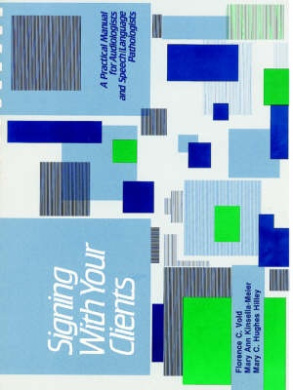 Signing
With Your
Clients
A Practical Manual
for Audiologists
and Speech/Language
Pathologists
Florence C. Vold
Mary Ann Kinsella-Meier
Mary C. Hughes Hilley